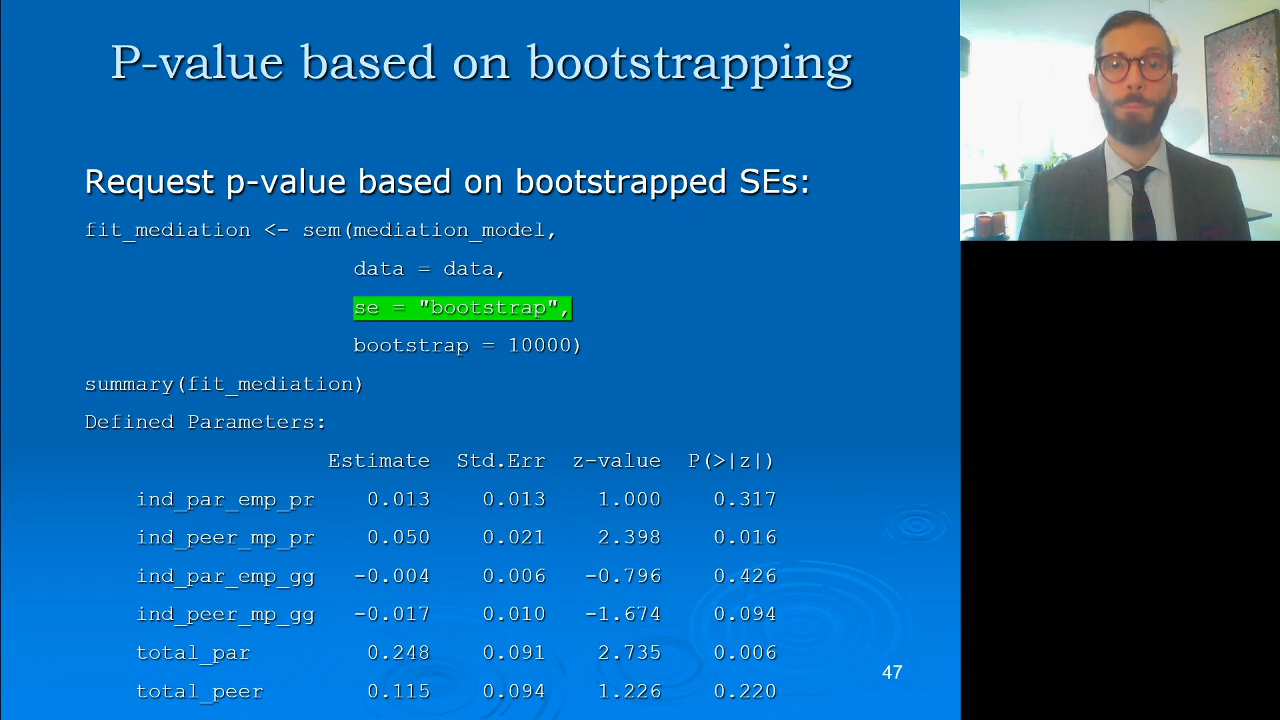 P-value based on bootstrapping
Request p-value based on bootstrapped SEs:
fit_mediation <- sem(mediation_model,
data = data,
se = "bootstrap",
bootstrap = 10000)
summary(fit_mediation)
Defined Parameters:
Estimate Std.Err z-value P(>|z|)
ind_par_emp_pr 0.013 0.013 1.000 0.317
ind_peer_mp_pr 0.050 0.021 2.398 0.016
ind_par_emp_gg -0.004 0.006 -0.796 0.426
ind_peer_mp_gg -0.017 0.010 -1.674 0.094
total_par 0.248 0.091 2.735 0.006
total_peer 0.115 0.094 1.226 0.220
47